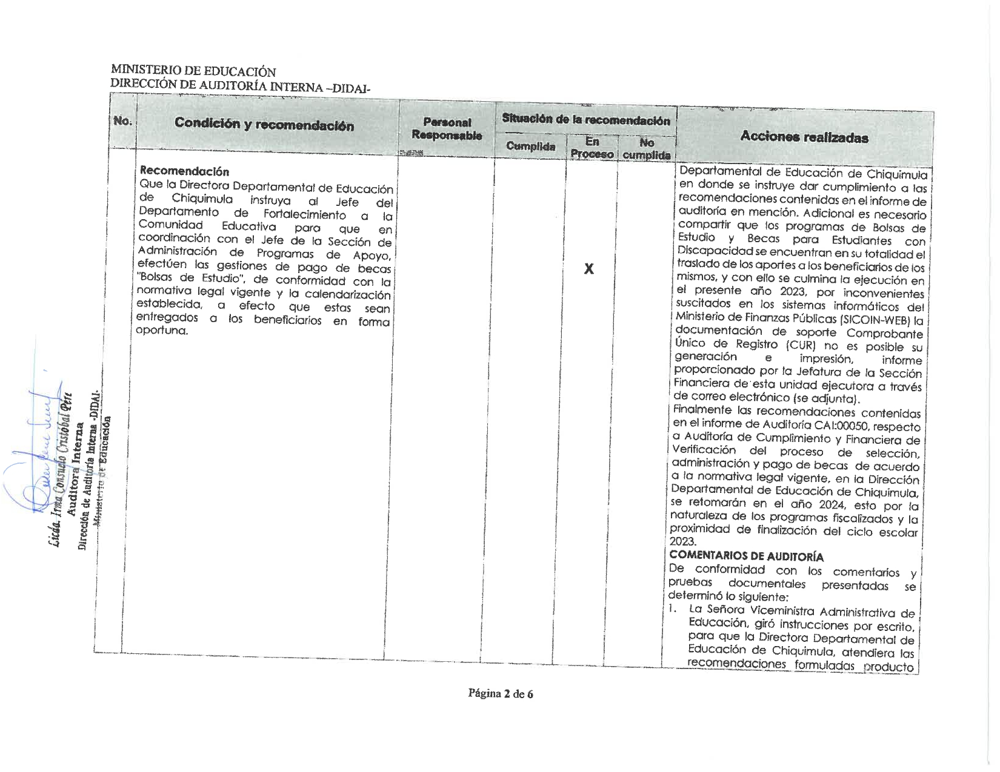 MINISTERIO DE EDUCACIÓN
DIRECCIÓN DE AUDITORÍA INTERNA –DIDAI-
No.
Condición y recomendación
Personal
Responsable
Situación de la recomendación
Cumplida
En
Proceso
No
cumplida
Acciones realizadas
Recomendación
Que la Directora Departamental de Educación
de Chiquimula instruya al Jefe del
Departamento de Fortalecimiento a la
Comunidad Educativa para que en
coordinación con el Jefe de la Sección de
Administración de Programas de Apoyo,
efectúen las gestiones de pago de becas
"Bolsas de Estudio", de conformidad con la
normativa legal vigente y la calendarización
establecida, a efecto que estas sean
entregados a los beneficiarios en forma
oportuna.
X
Departamental de Educación de Chiquimula
en donde se instruye dar cumplimiento a las
recomendaciones contenidas en el informe de
auditoría en mención. Adicional es necesario
compartir que los programas de Bolsas de
Estudio y Becas para Estudiantes con
Discapacidad se encuentran en su totalidad el
traslado de los aportes a los beneficiarios de los
mismos, y con ello se culmina la ejecución en
el presente año 2023, por inconvenientes
suscitados en los sistemas informáticos del
Ministerio de Finanzas Públicas (SICOIN-WEB) la
documentación de soporte Comprobante
Único de Registro (CUR) no es posible su
generación e impresión, informe
proporcionado por la Jefatura de la Sección
Financiera de esta unidad ejecutora a través
de correo electrónico (se adjunta).
Finalmente las recomendaciones contenidas
en el informe de Auditoría CAI:00050, respecto
a Auditoría de Cumplimiento y Financiera de
Verificación del proceso de selección,
administración y pago de becas de acuerdo
a la normativa legal vigente, en la Dirección
Departamental de Educación de Chiquimula,
se retomarán en el año 2024, esto por la
naturaleza de los programas fiscalizados y la
proximidad de finalización del ciclo escolar
2023.
COMENTARIOS DE AUDITORÍA
De conformidad con los comentarios y
pruebas documentales presentadas se
determinó lo siguiente:
1. La Señora Viceministra Administrativa de
Educación, giró instrucciones por escrito,
para que la Directora Departamental de
Educación de Chiquimula, atendiera las
recomendaciones formuladas producto
Licda. Irma Consuelo Cristóbal Pérs
Auditora Interna
Dirección de Auditoría Interna -DIDAI-
Ministerio de Educación
Página 2 de 6